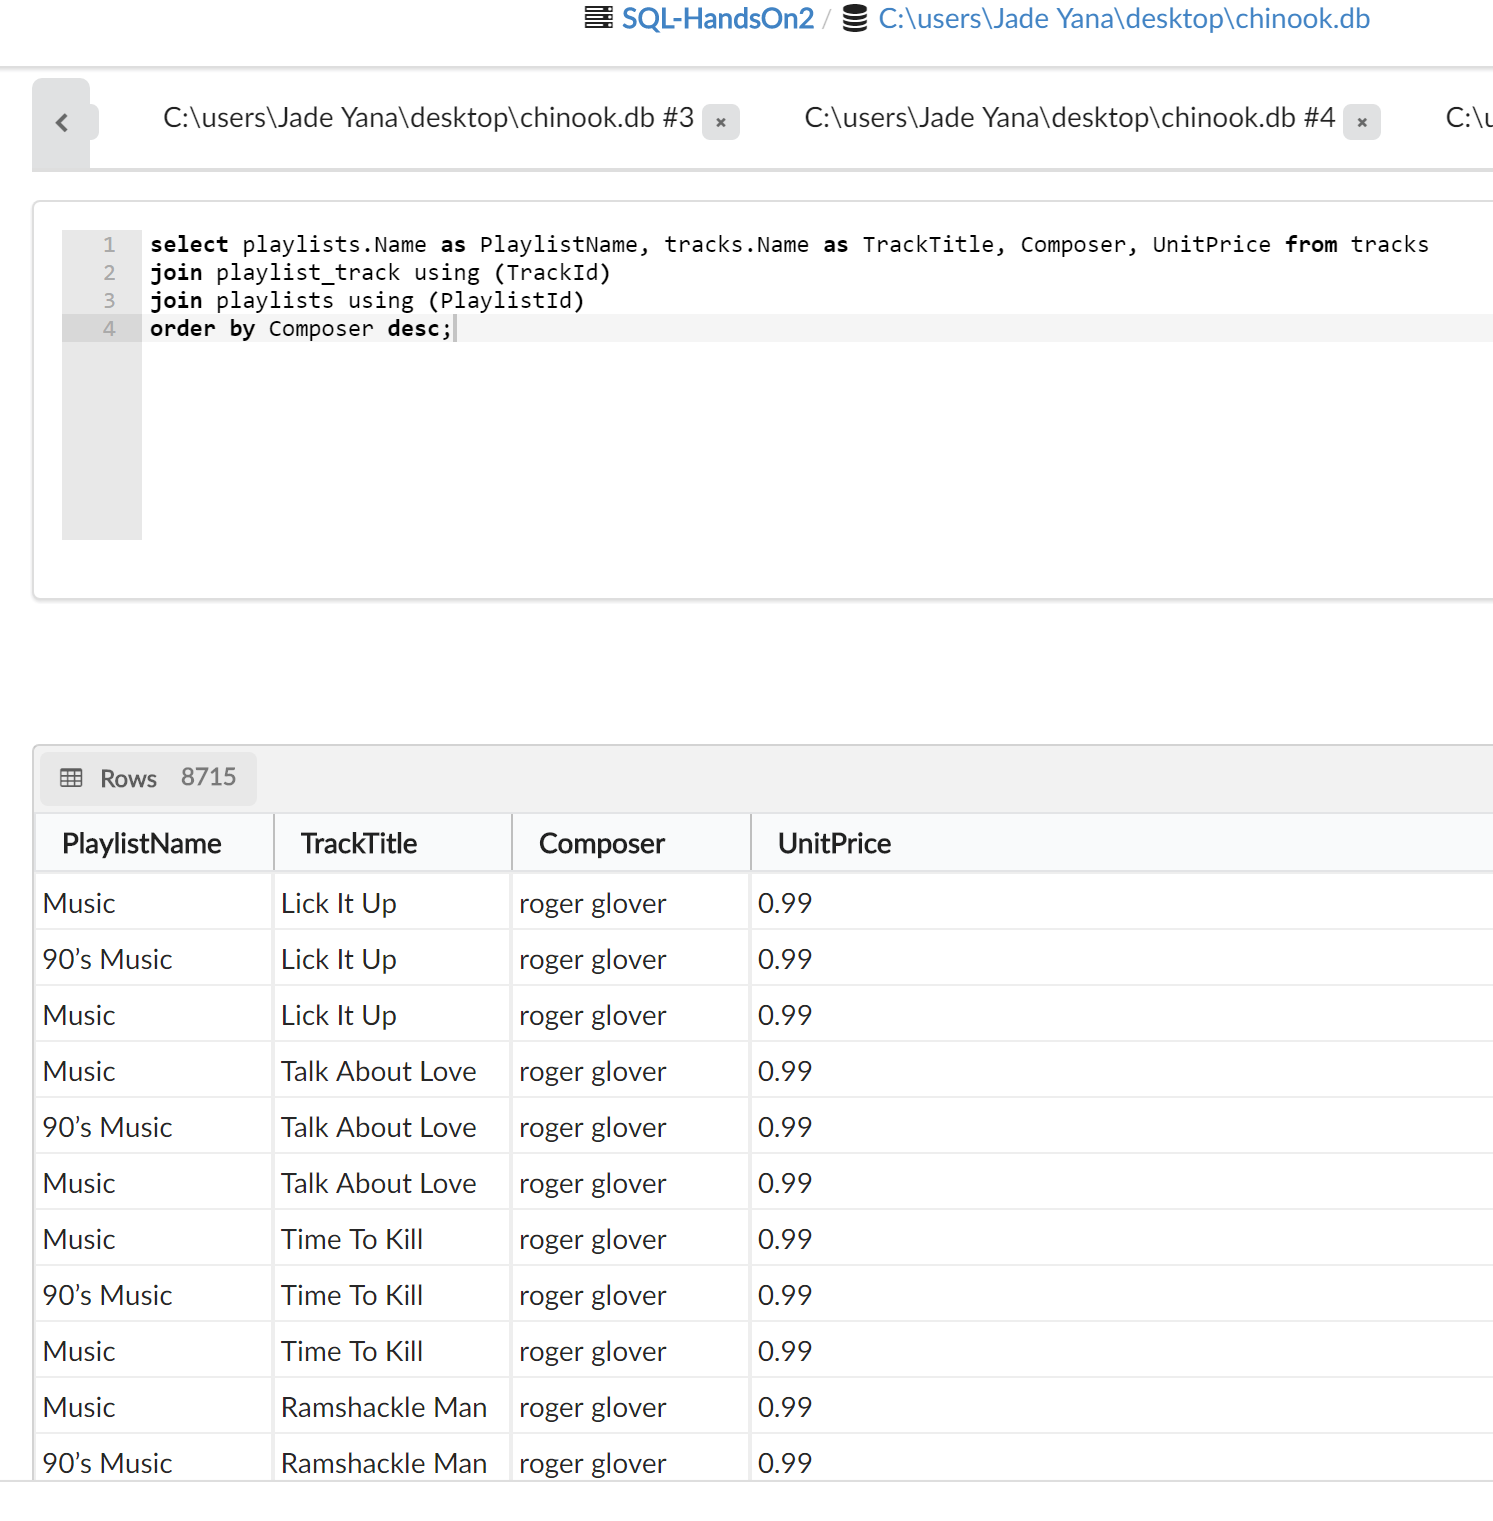 SQL-HandsOn2 / C:\users\Jade Yana\desktop\chinook.db
C:\users\Jade Yana\desktop\chinook.db #3 × C:\users\Jade Yana\desktop\chinook.db #4 × C:\u
1 select playlists.Name as PlaylistName, tracks.Name as TrackTitle, Composer, UnitPrice from tracks
2 join playlist_track using (TrackId)
3 join playlists using (PlaylistId)
4 order by Composer desc;
Rows 8715
PlaylistName TrackTitle Composer UnitPrice
Music Lick It Up roger glover 0.99
90’s Music Lick It Up roger glover 0.99
Music Lick It Up roger glover 0.99
Music Talk About Love roger glover 0.99
90’s Music Talk About Love roger glover 0.99
Music Talk About Love roger glover 0.99
Music Time To Kill roger glover 0.99
90’s Music Time To Kill roger glover 0.99
Music Time To Kill roger glover 0.99
Music Ramshackle Man roger glover 0.99
90’s Music Ramshackle Man roger glover 0.99